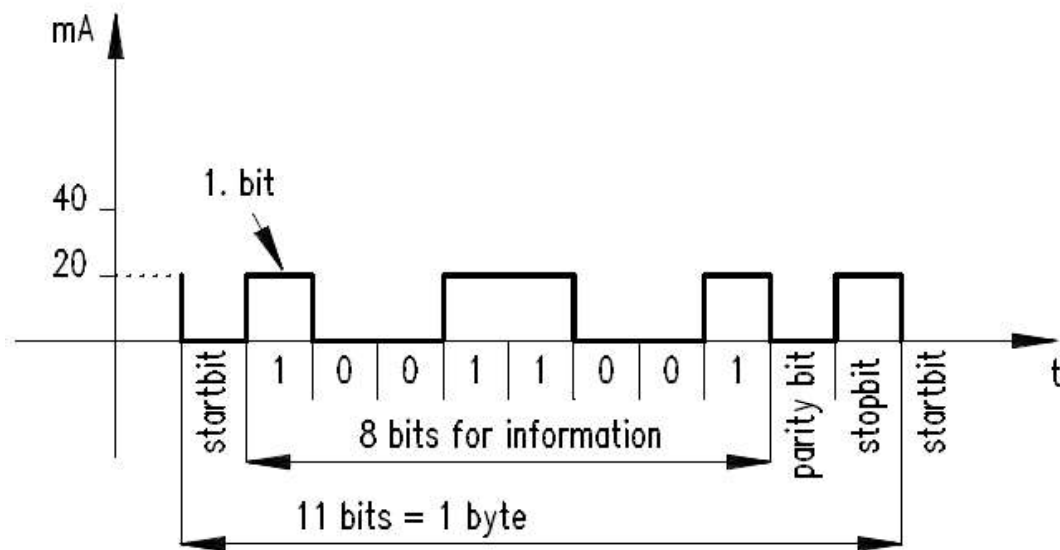 mA
1. bit
40
20
1 0 0 1 1 0 0 1
t
startbit
8 bits for information
parity bit
stopbit
startbit
11 bits = 1 byte